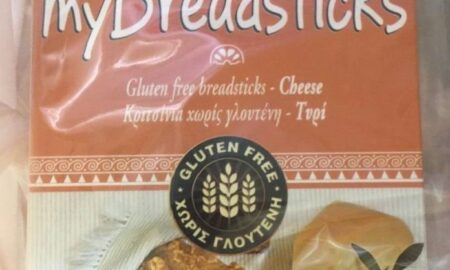 myBreadsticks
Gluten free breadsticks - Cheese
Κριτσίνια χωρίς γλουτένη - Τυρί
GLUTEN FREE
ΧΩΡΙΣ ΓΛΟΥΤΕΝΗ